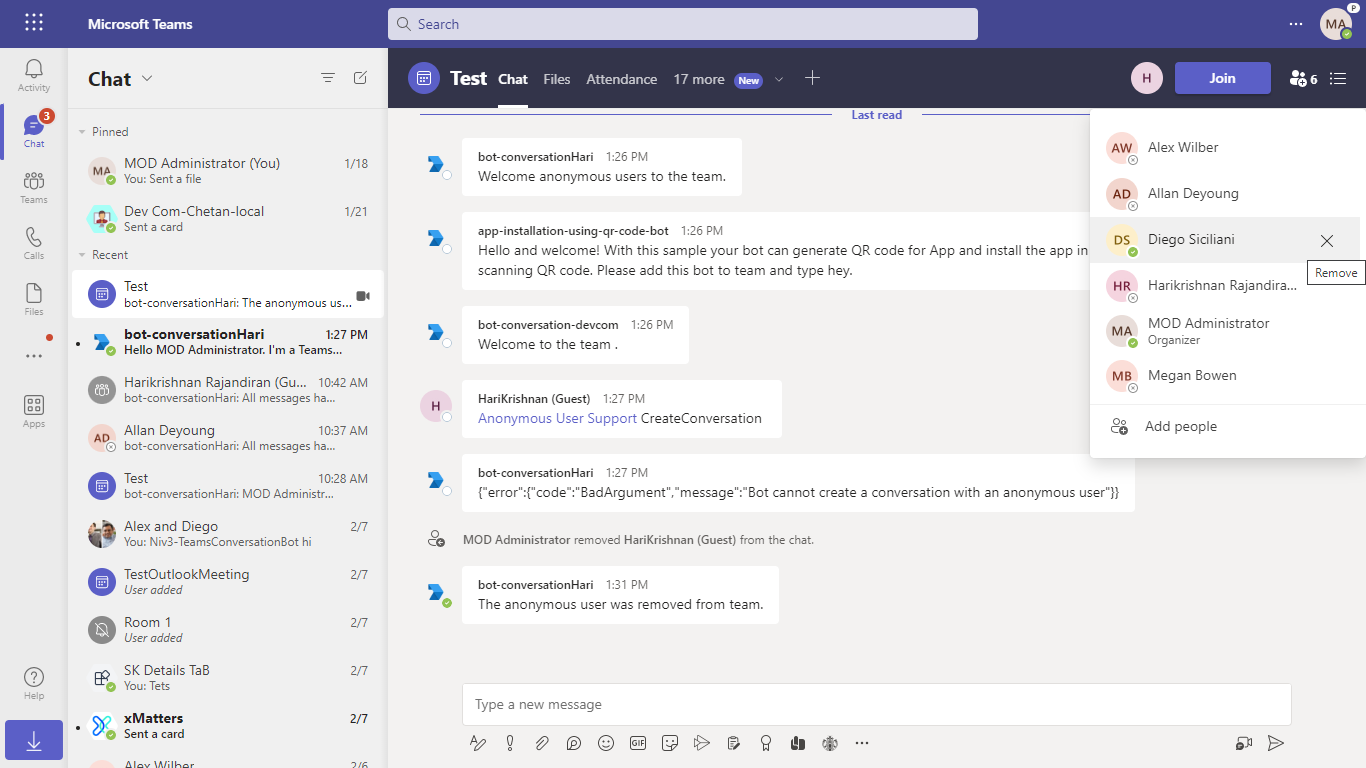 Microsoft Teams
Search
P
MA
Activity
3
Chat
Teams
Calls
Files
Apps
Help
Chat
Pinned
MA
MOD Administrator (You) 1/18
You: Sent a file
Dev Com-Chetan-local 1/21
Sent a card
Recent
Test
bot-conversationHari: The anonymous us...
bot-conversationHari 1:27 PM
Hello MOD Administrator. I'm a Teams...
Harikrishnan Rajandiran (Gu... 10:42 AM
bot-conversationHari: All messages ha...
AD
Allan Deyoung 10:37 AM
bot-conversationHari: All messages ha...
Test 10:28 AM
bot-conversationHari: MOD Administr...
Alex and Diego 2/7
You: Niv3-TeamsConversationBot hi
TestOutlookMeeting 2/7
User added
Room 1 2/7
User added
SK Details TaB 2/7
You: Tets
xMatters 2/7
Sent a card
Alex Wilber 2/6
Test Chat Files Attendance 17 more New
H
Join
6
Last read
bot-conversationHari 1:26 PM
Welcome anonymous users to the team.
app-installation-using-qr-code-bot 1:26 PM
Hello and welcome! With this sample your bot can generate QR code for App and install the app in
scanning QR code. Please add this bot to team and type hey.
bot-conversation-devcom 1:26 PM
Welcome to the team .
H
HariKrishnan (Guest) 1:27 PM
Anonymous User Support CreateConversation
bot-conversationHari 1:27 PM
{"error":{"code":"BadArgument","message":"Bot cannot create a conversation with an anonymous user"}}
MOD Administrator removed HariKrishnan (Guest) from the chat.
bot-conversationHari 1:31 PM
The anonymous user was removed from team.
Type a new message
GIF
AW Alex Wilber
AD Allan Deyoung
DS Diego Siciliani
Remove
HR Harikrishnan Rajandira...
MA MOD Administrator
Organizer
MB Megan Bowen
Add people